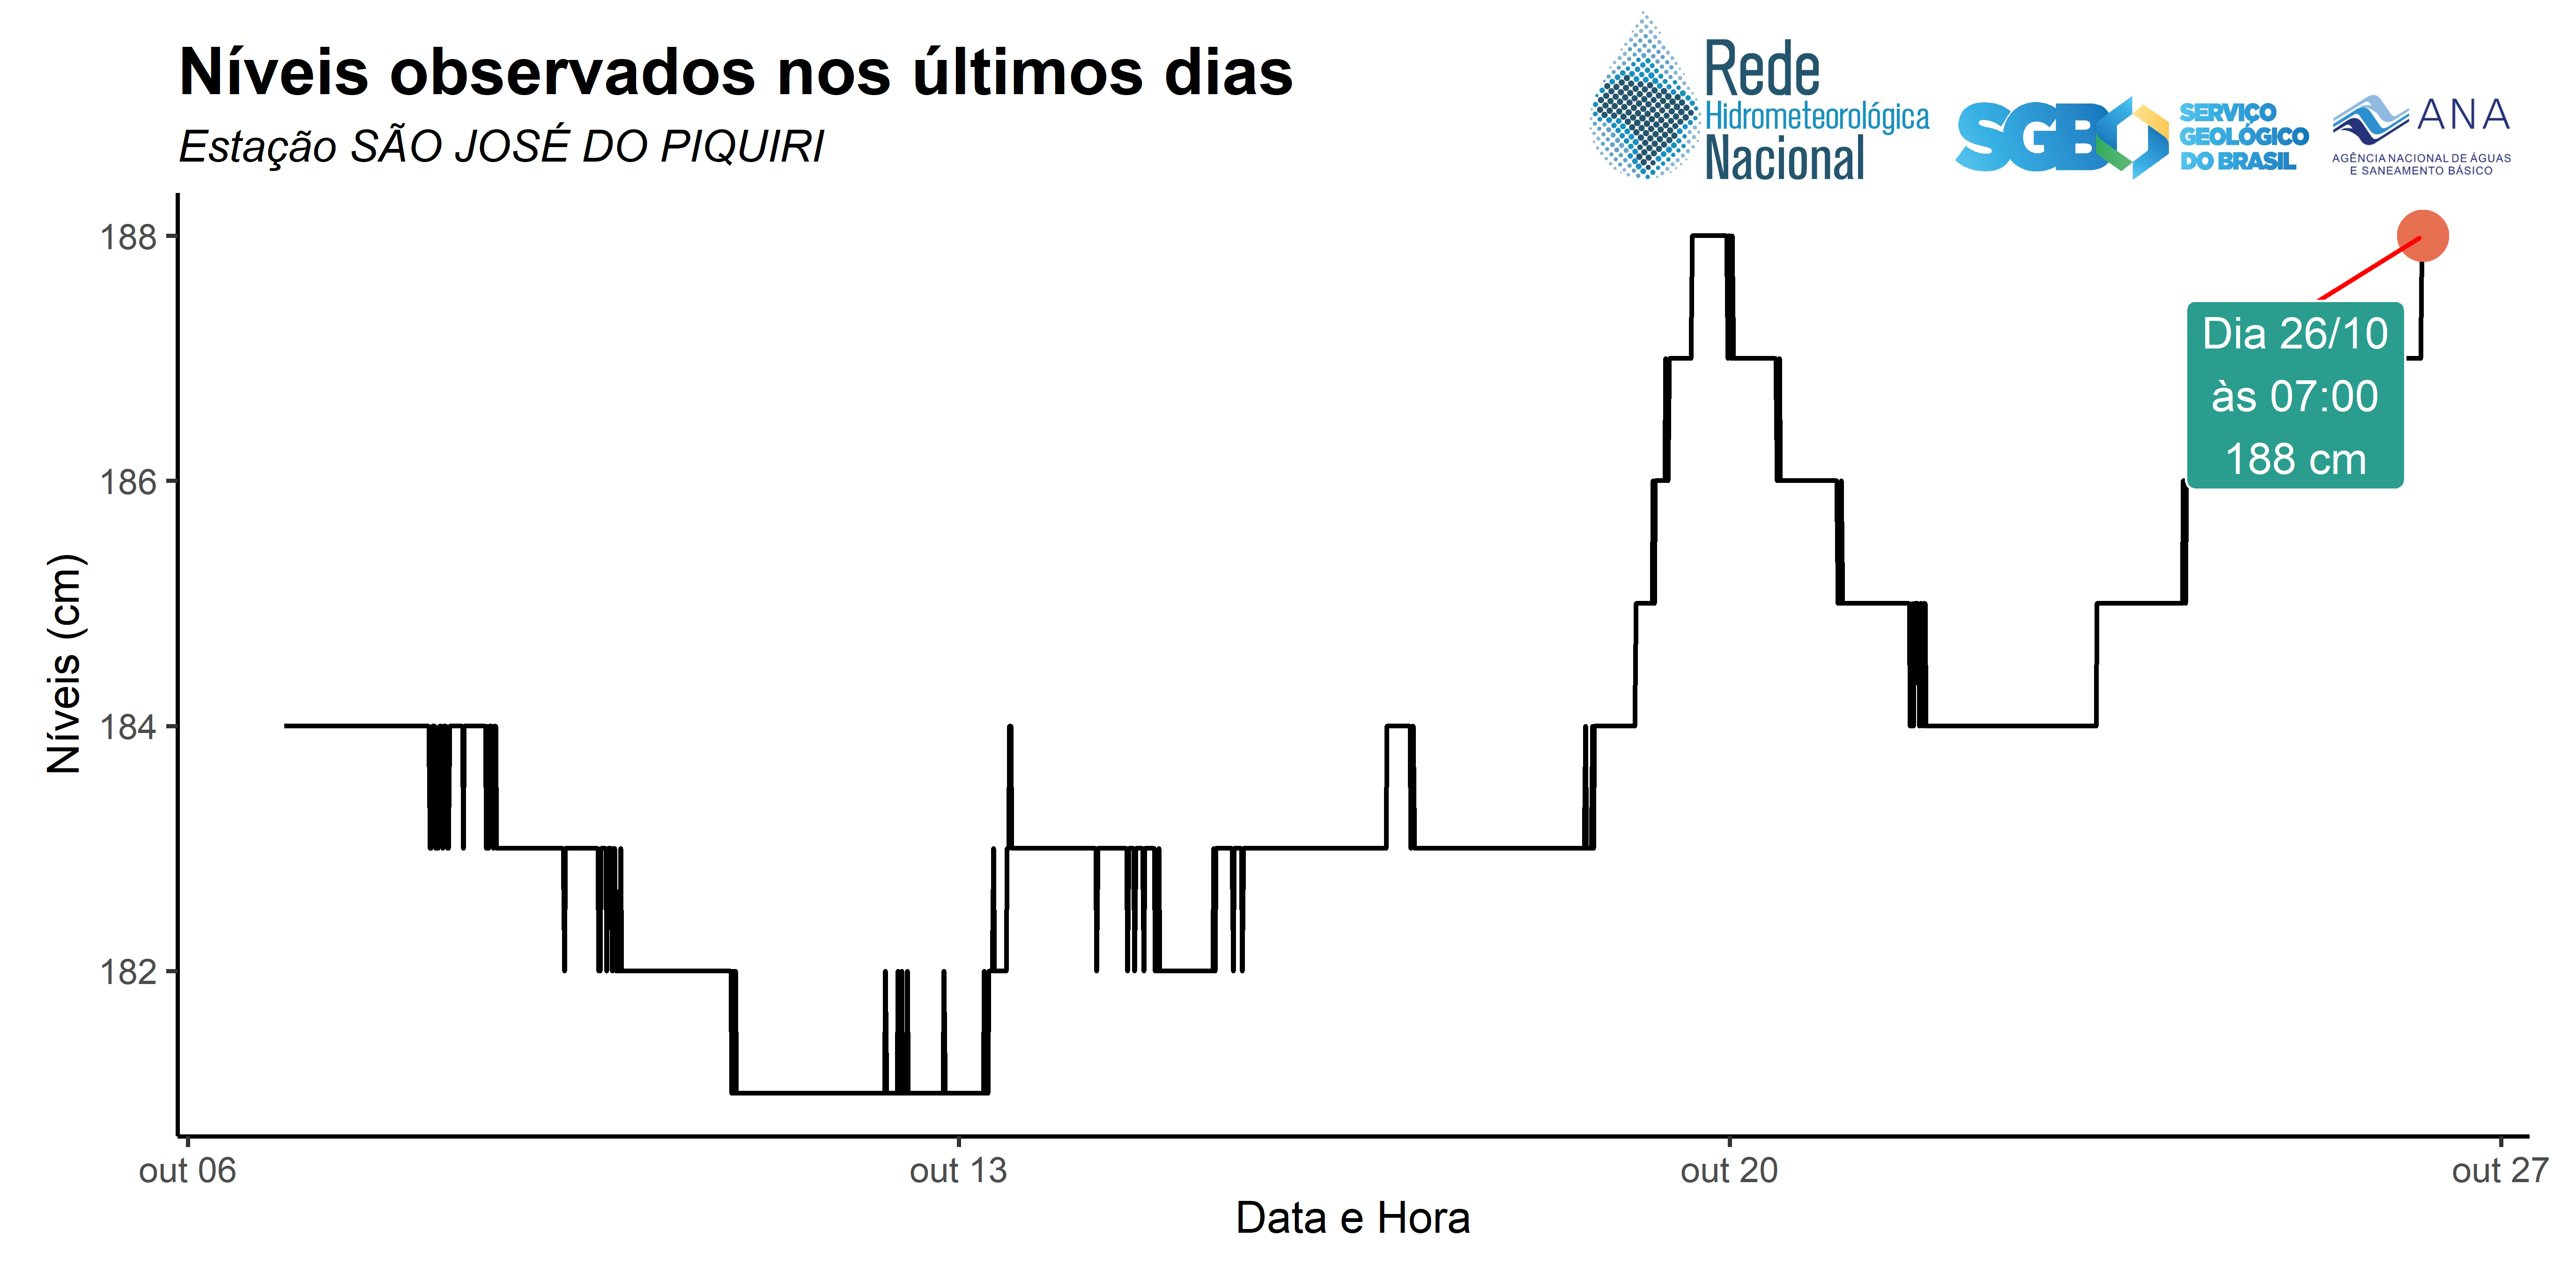 Níveis observados nos últimos dias
Estação SÃO JOSÉ DO PIQUIRI
Rede
Hidrometeorológica
Nacional
SGB
SERVIÇO
GEOLÓGICO
DO BRASIL
ANA
AGÊNCIA NACIONAL DE ÁGUAS
E SANEAMENTO BÁSICO
188
186
184
182
Níveis (cm)
Dia 26/10
às 07:00
188 cm
out 06
out 13
out 20
out 27
Data e Hora